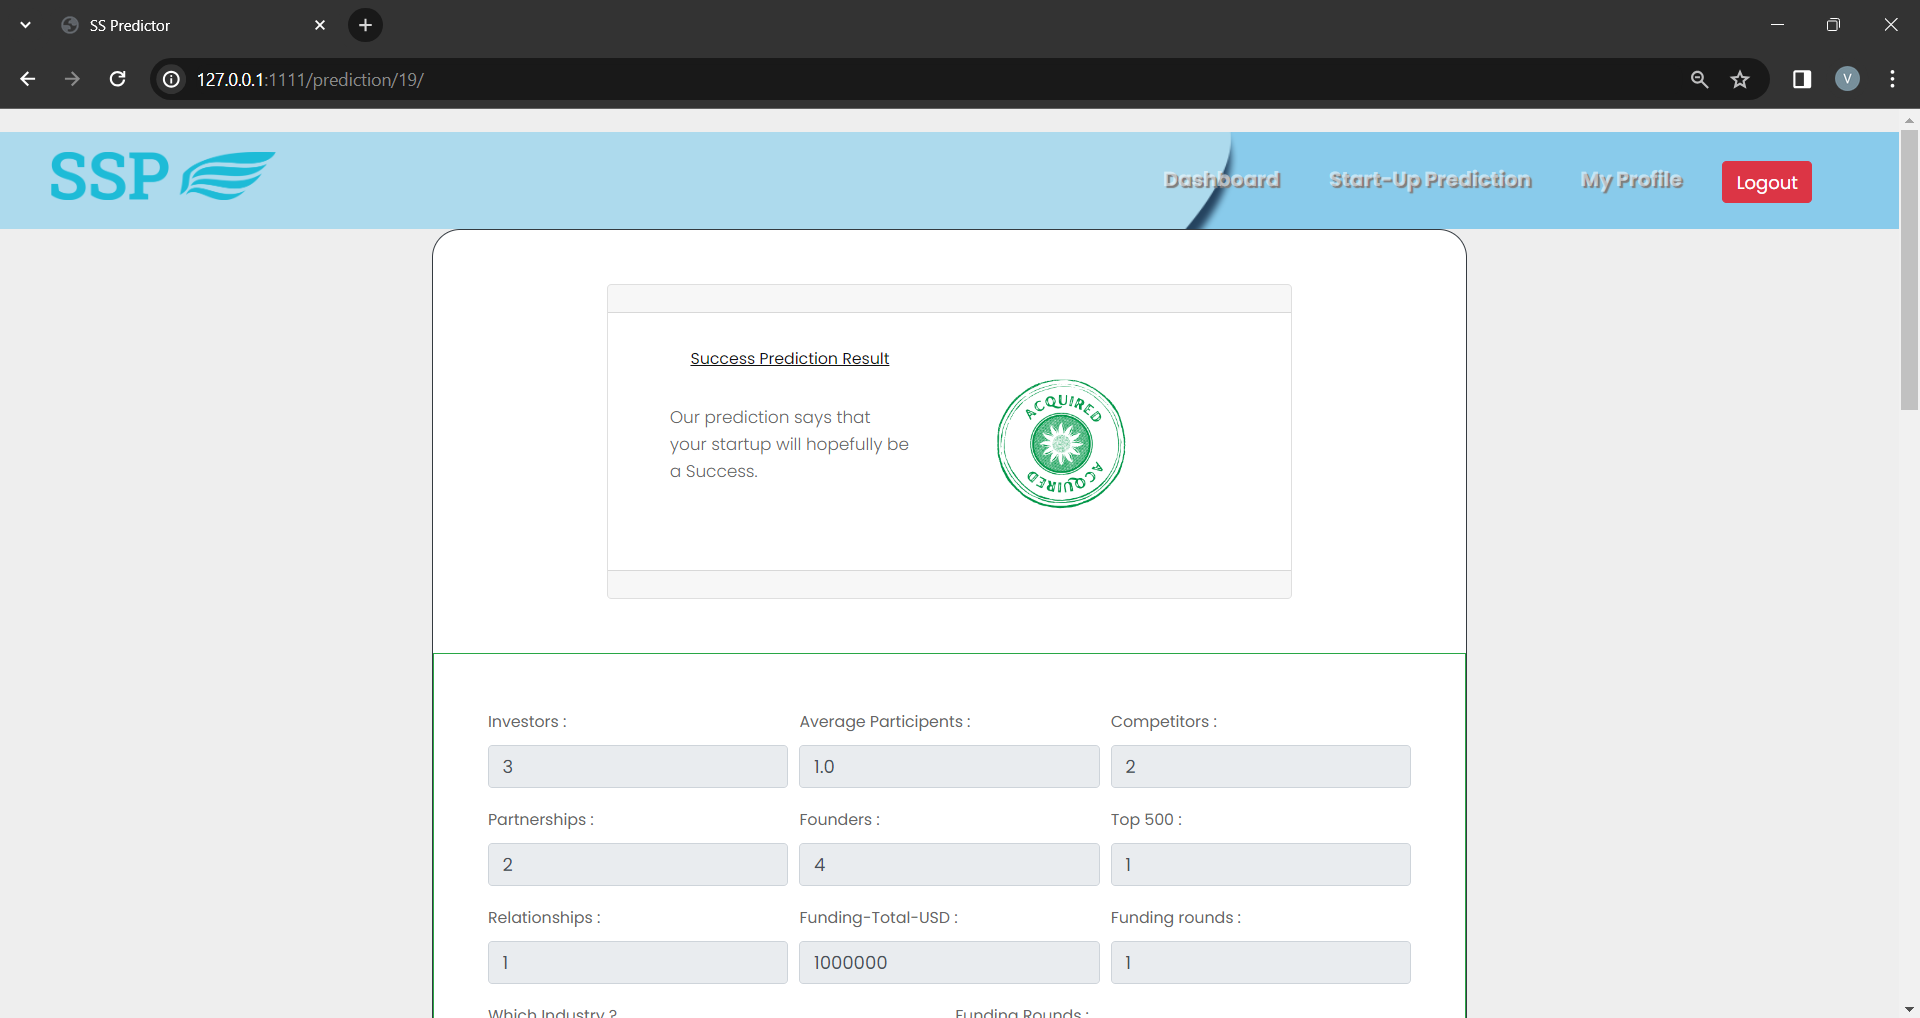 SS Predictor
127.0.0.1:1111/prediction/19/
V
SSP
Dashboard
Start-Up Prediction
My Profile
Logout
Success Prediction Result
Our prediction says that
your startup will hopefully be
a Success.
ACQUIRED
ACQUIRED
Investors :
Average Participents :
Competitors :
3
1.0
2
Partnerships :
Founders :
Top 500 :
2
4
1
Relationships :
Funding-Total-USD :
Funding rounds :
1
1000000
1
Which Industry ?
Funding Rounds :